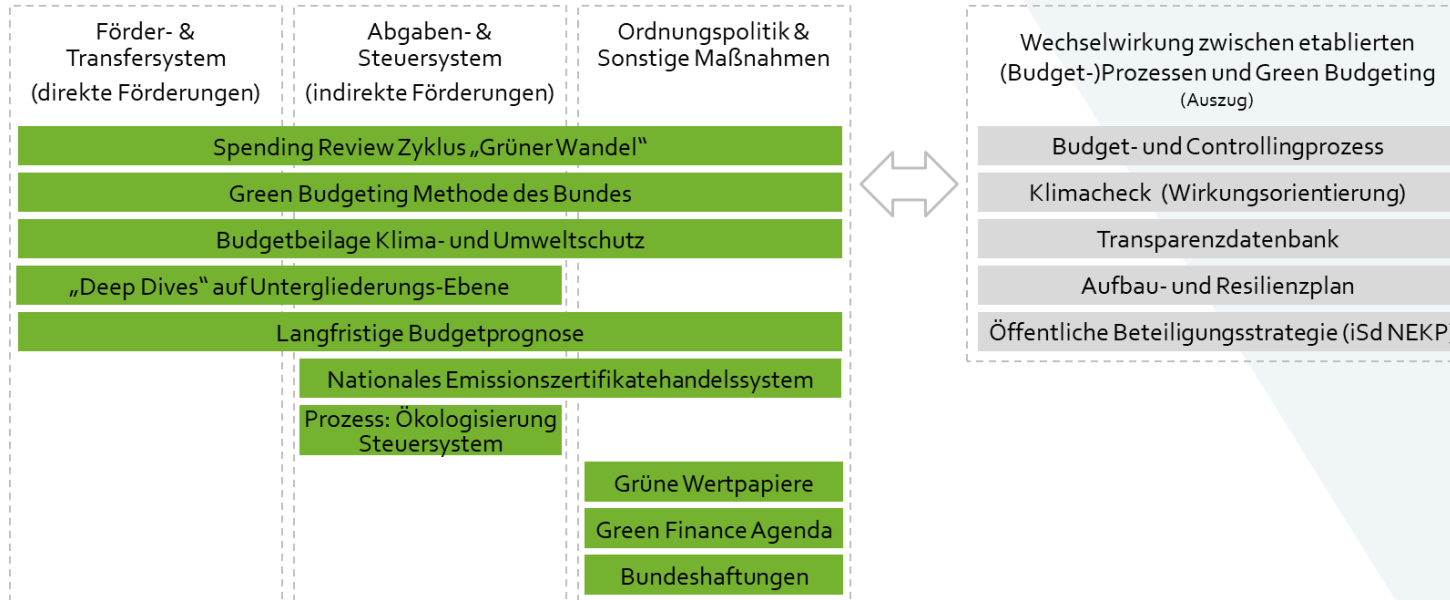 Förder- &
Transfersystem
(direkte Förderungen)
Abgaben- &
Steuersystem
(indirekte Förderungen)
Ordnungspolitik &
Sonstige Maßnahmen
Spending Review Zyklus „Grüner Wandel“
Green Budgeting Methode des Bundes
Budgetbeilage Klima- und Umweltschutz
„Deep Dives“ auf Untergliederungs-Ebene
Langfristige Budgetprognose
Nationales Emissionszertifikatehandelssystem
Prozess: Ökologisierung
Steuersystem
Grüne Wertpapiere
Green Finance Agenda
Bundeshaftungen
Wechselwirkung zwischen etablierten
(Budget-)Prozessen und Green Budgeting
(Auszug)
Budget- und Controllingprozess
Klimacheck (Wirkungsorientierung)
Transparenzdatenbank
Aufbau- und Resilienzplan
Öffentliche Beteiligungsstrategie (iSd NEKP)